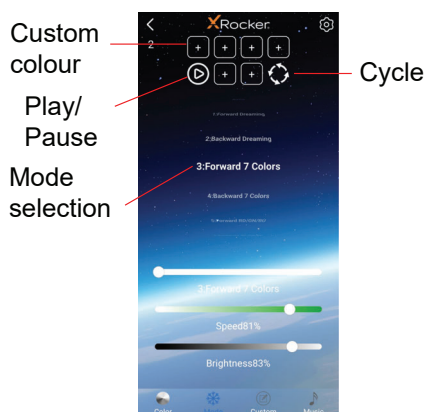 Custom
colour
Play/
Pause
Mode
selection
Cycle
XRocker
2
1:Forward Dreaming
2:Backward Dreaming
3:Forward 7 Colors
4:Backward 7 Colors
3:Forward 7 Colors
Speed81%
Brightness83%
Color
Custom
Music